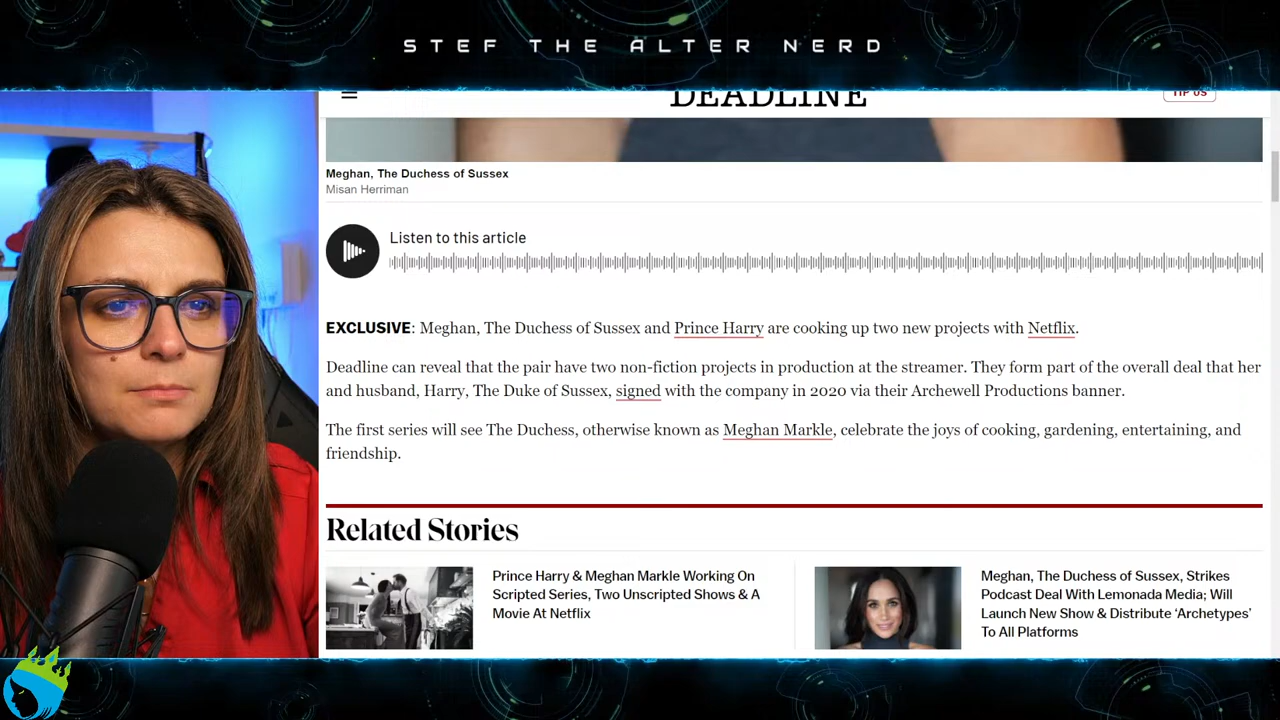 STEF THE ALTER NERD
DEADLINE
TIP US
Meghan, The Duchess of Sussex
Misan Herriman
Listen to this article
EXCLUSIVE: Meghan, The Duchess of Sussex and Prince Harry are cooking up two new projects with Netflix.
Deadline can reveal that the pair have two non-fiction projects in production at the streamer. They form part of the overall deal that her
and husband, Harry, The Duke of Sussex, signed with the company in 2020 via their Archewell Productions banner.
The first series will see The Duchess, otherwise known as Meghan Markle, celebrate the joys of cooking, gardening, entertaining, and
friendship.
Related Stories
Prince Harry & Meghan Markle Working On
Scripted Series, Two Unscripted Shows & A
Movie At Netflix
Meghan, The Duchess of Sussex, Strikes
Podcast Deal With Lemonada Media; Will
Launch New Show & Distribute ‘Archetypes’
To All Platforms